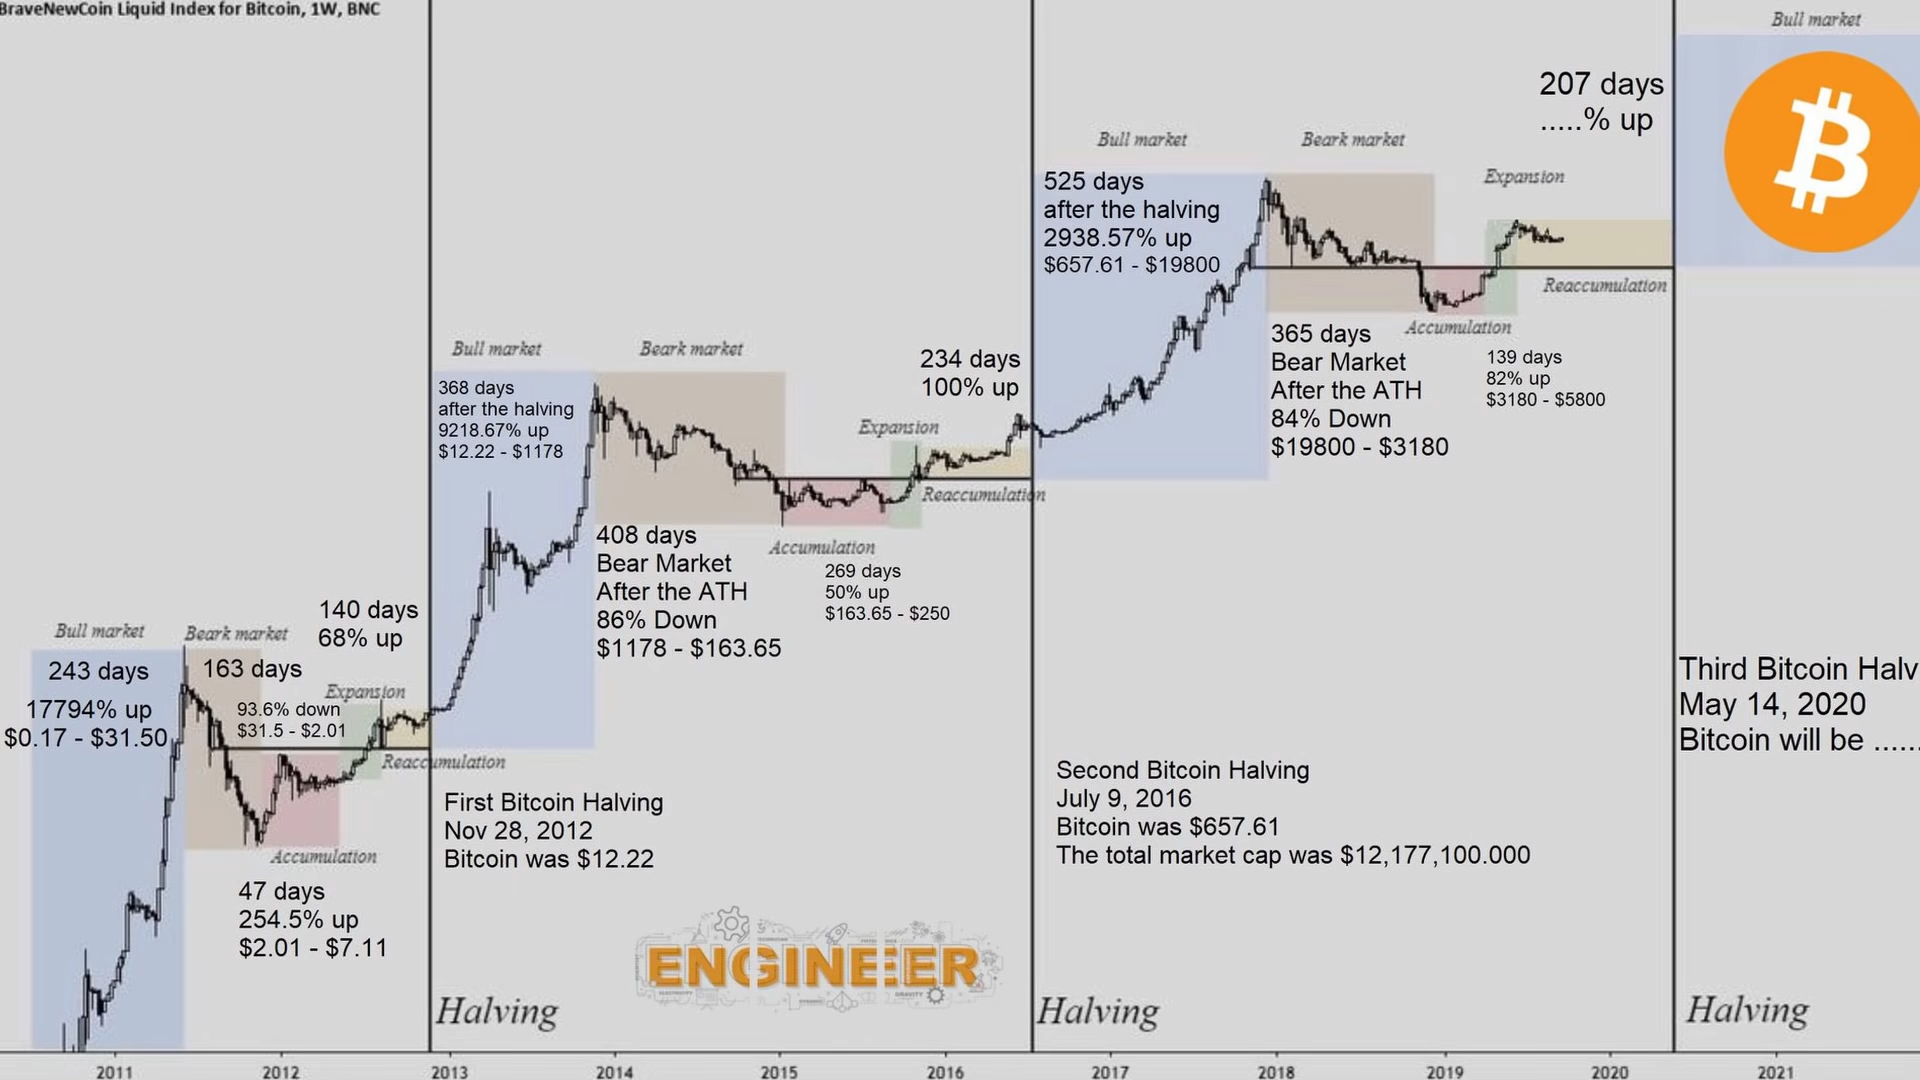 BraveNewCoin Liquid Index for Bitcoin, 1W, BNC
Bull market
207 days
.....% up
Bull market
Beark market
Expansion
525 days
after the halving
2938.57% up
$657.61 - $19800
Reaccumulation
Accumulation
365 days
Bear Market
After the ATH
84% Down
$19800 - $3180
139 days
82% up
$3180 - $5800
Bull market
Beark market
234 days
100% up
368 days
after the halving
9218.67% up
$12.22 - $1178
Expansion
Reaccumulation
408 days
Bear Market
After the ATH
86% Down
$1178 - $163.65
Accumulation
269 days
50% up
$163.65 - $250
140 days
68% up
Bull market
Beark market
243 days
17794% up
$0.17 - $31.50
163 days
93.6% down
$31.5 - $2.01
Expansion
Reaccumulation
Accumulation
47 days
254.5% up
$2.01 - $7.11
First Bitcoin Halving
Nov 28, 2012
Bitcoin was $12.22
Second Bitcoin Halving
July 9, 2016
Bitcoin was $657.61
The total market cap was $12,177,100.000
Third Bitcoin Halv
May 14, 2020
Bitcoin will be ......
ENGINEER
Halving
Halving
Halving
2011 2012 2013 2014 2015 2016 2017 2018 2019 2020 2021